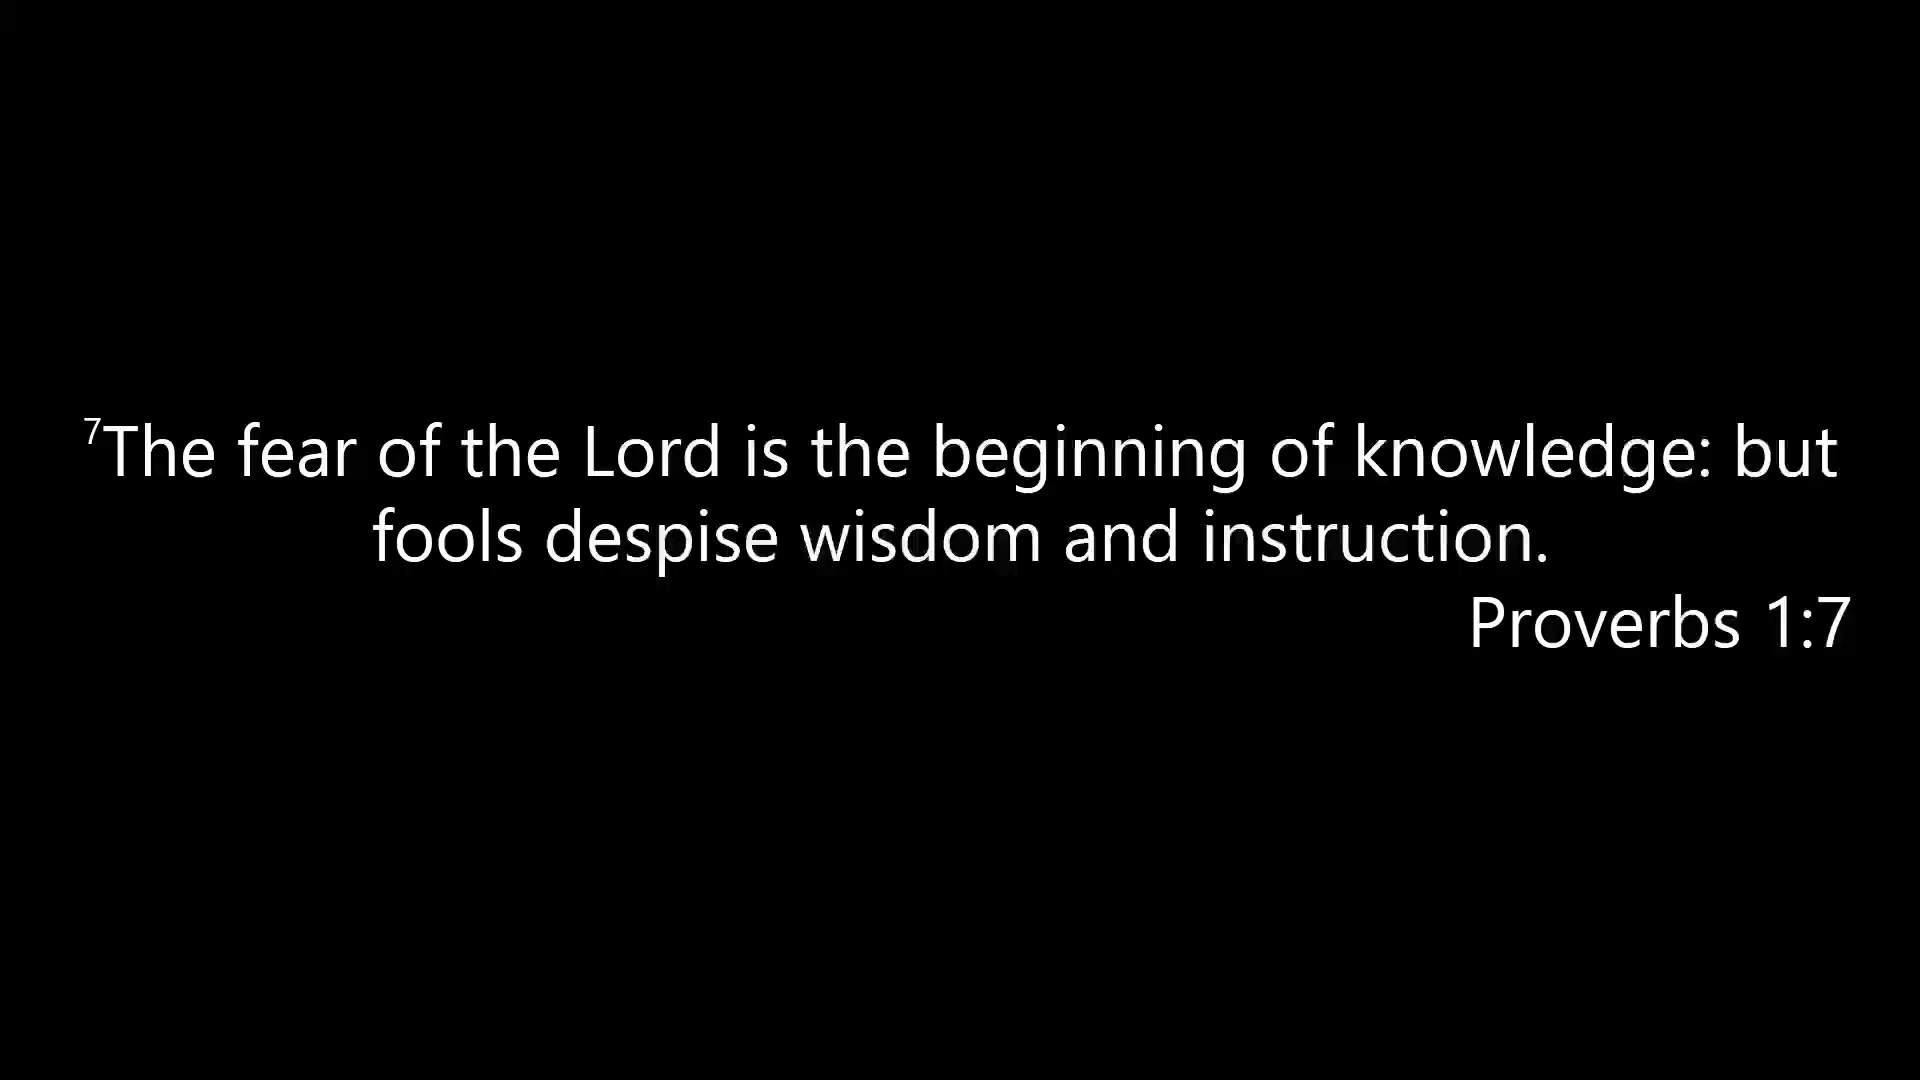 ⁷The fear of the Lord is the beginning of knowledge: but
fools despise wisdom and instruction.
Proverbs 1:7